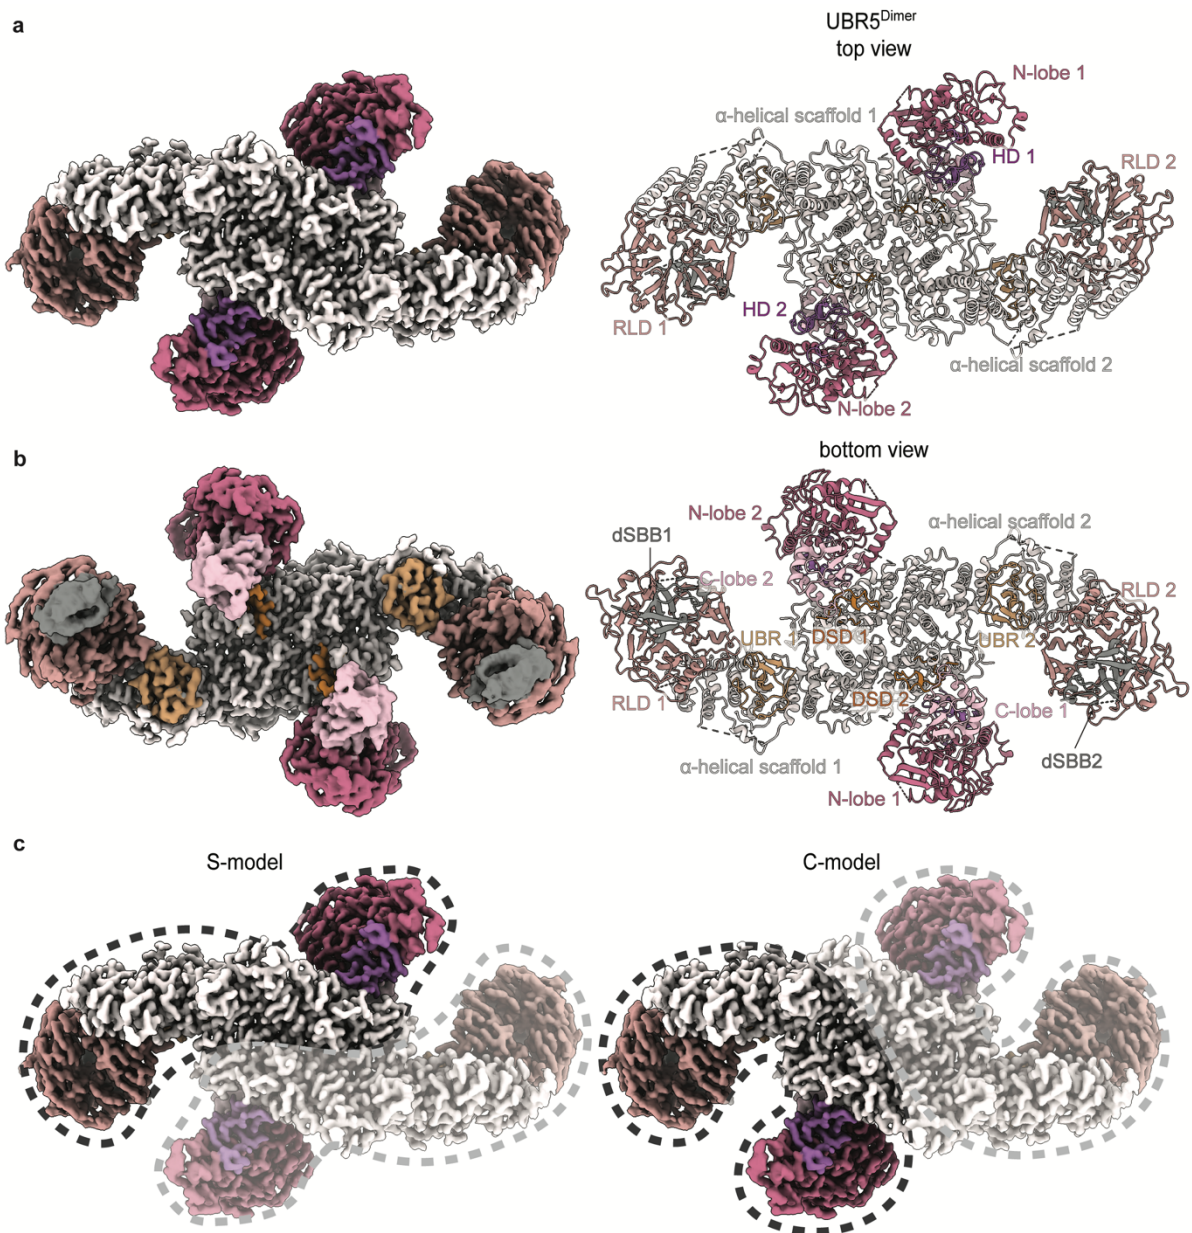 a
UBR5Dimer
top view
N-lobe 1
α-helical scaffold 1
HD 1
RLD 2
HD 2
RLD 1
α-helical scaffold 2
N-lobe 2
b
bottom view
N-lobe 2
α-helical scaffold 2
dSBB1
C-lobe 2
RLD 2
UBR 1
DSD 1
UBR 2
RLD 1
DSD 2
C-lobe 1
dSBB2
α-helical scaffold 1
N-lobe 1
c
S-model
C-model